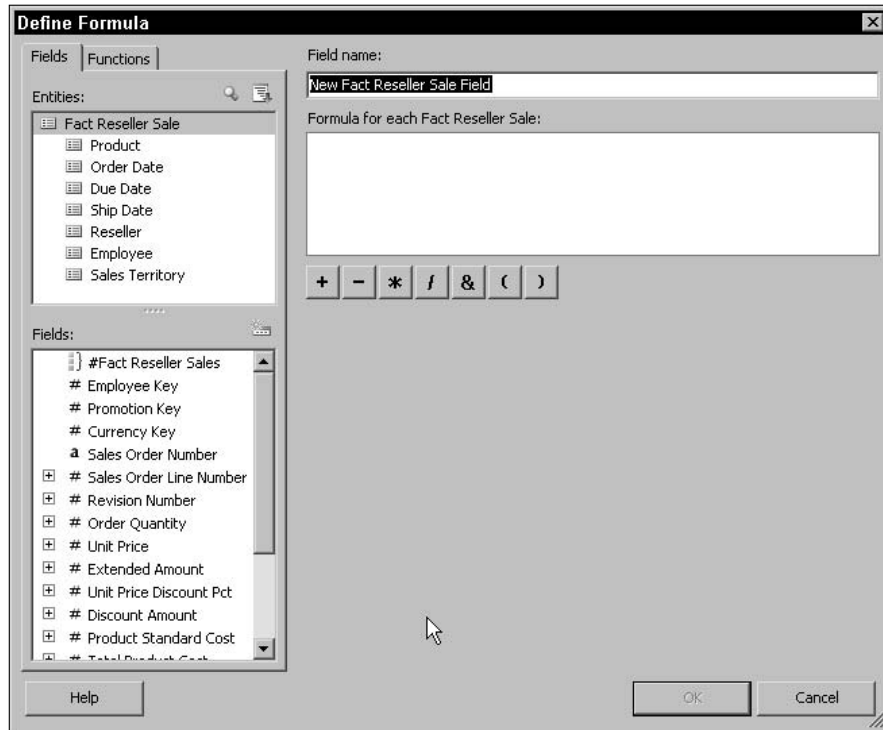 Define Formula
Fields
Functions
Entities:
Fact Reseller Sale
Product
Order Date
Due Date
Ship Date
Reseller
Employee
Sales Territory
Fields:
#Fact Reseller Sales
# Employee Key
# Promotion Key
# Currency Key
a Sales Order Number
# Sales Order Line Number
# Revision Number
# Order Quantity
# Unit Price
# Extended Amount
# Unit Price Discount Pct
# Discount Amount
# Product Standard Cost
# Total Product Cost
Field name:
New Fact Reseller Sale Field
Formula for each Fact Reseller Sale:
+ - * / & ( )
Help
OK
Cancel